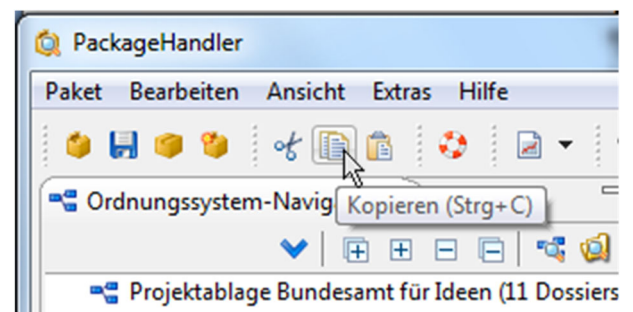 PackageHandler
Paket Bearbeiten Ansicht Extras Hilfe
Ordnungssystem-Navig
Kopieren (Strg+C)
Projektablage Bundesamt für Ideen (11 Dossiers